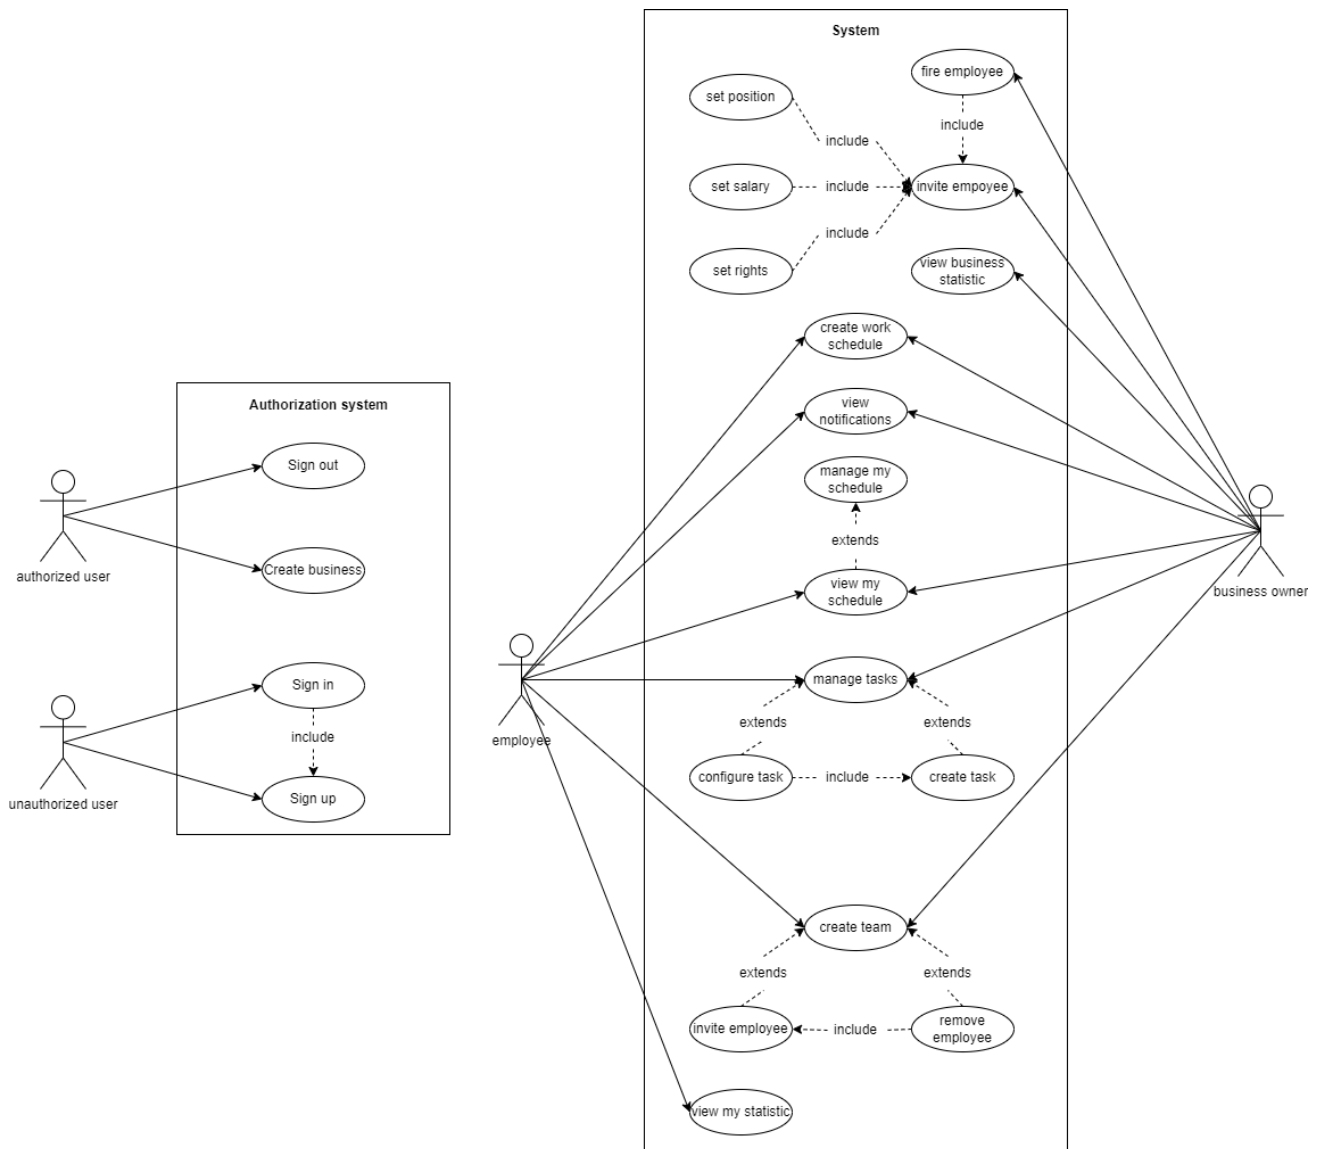 System
fire employee
set position
include
include
set salary
include
invite empoyee
include
set rights
view business
statistic
create work
schedule
Authorization system
view
notifications
Sign out
manage my
schedule
extends
authorized user
Create business
view my
schedule
business owner
Sign in
manage tasks
include
extends
extends
employee
unauthorized user
Sign up
configure task
include
create task
create team
extends
extends
invite employee
include
remove
employee
view my statistic